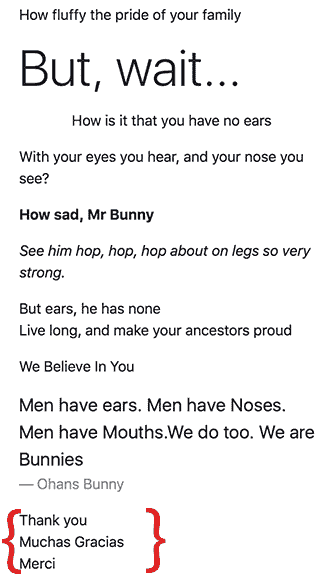 How fluffy the pride of your family
But, wait...
How is it that you have no ears
With your eyes you hear, and your nose you
see?
How sad, Mr Bunny
See him hop, hop, hop about on legs so very
strong.
But ears, he has none
Live long, and make your ancestors proud
We Believe In You
Men have ears. Men have Noses.
Men have Mouths.We do too. We are
Bunnies
— Ohans Bunny
Thank you
Muchas Gracias
Merci